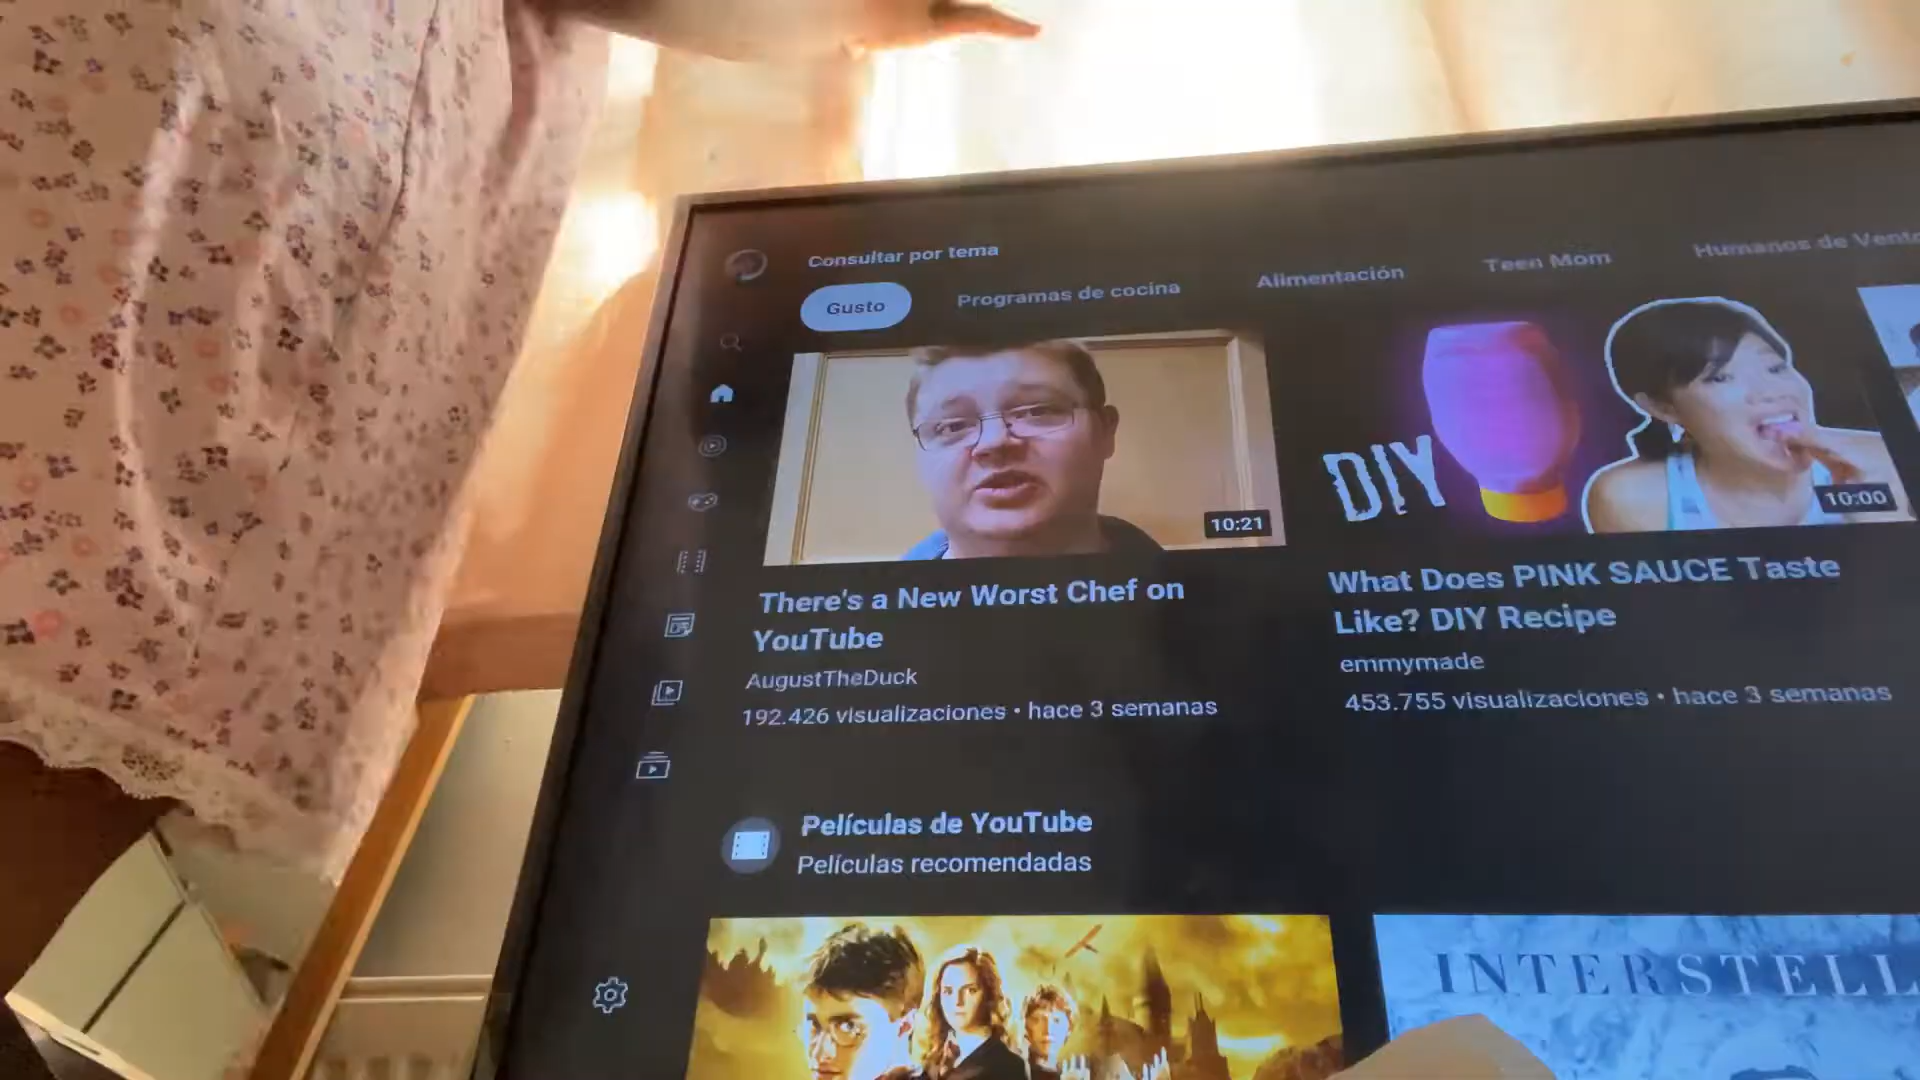 Consultar por tema
Gusto
Programas de cocina
Alimentación
Teen Mom
Humanos de
10:21
DIY
10:00
There's a New Worst Chef on
YouTube
AugustTheDuck
192.426 visualizaciones • hace 3 semanas
What Does PINK SAUCE Taste
Like? DIY Recipe
emmymade
453.755 visualizaciones • hace 3 semanas
Películas de YouTube
Películas recomendadas